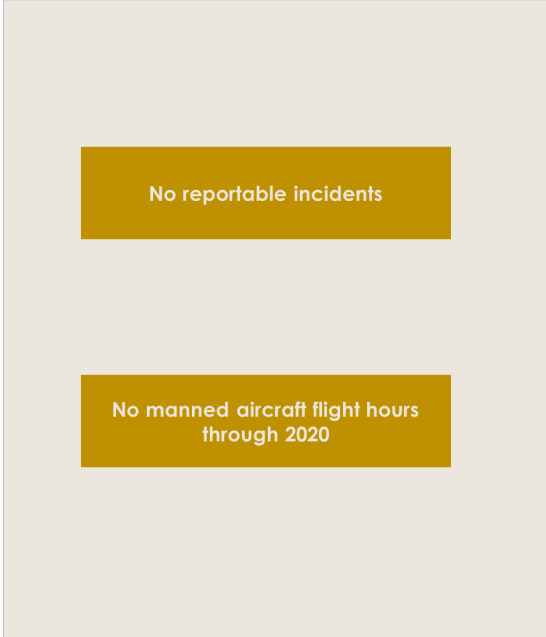 No reportable incidents
No manned aircraft flight hours
through 2020